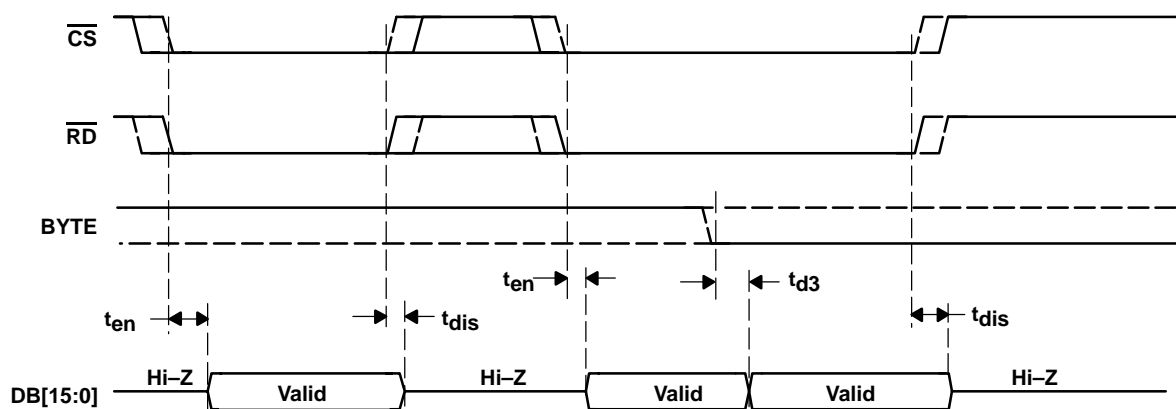 CS
RD
BYTE
ten
td3
ten
tdis
tdis
Hi–Z
Hi–Z
Hi–Z
DB[15:0]
Valid
Valid
Valid